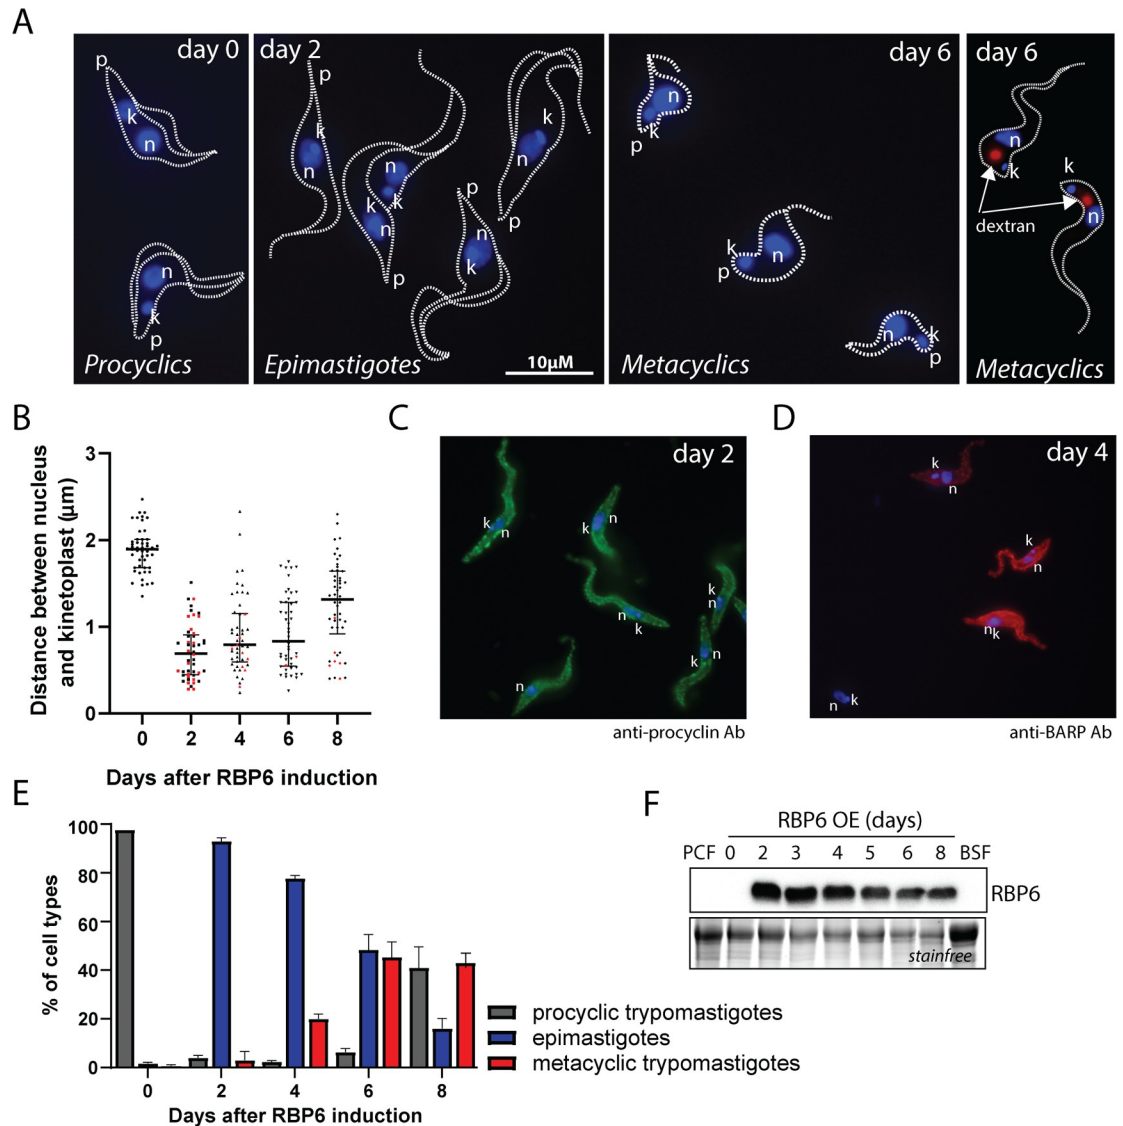 A
day 0
p
k
n
n
k
p
Procyclics
day 2
p
k
n
n
k
k
n
p
k
n
p
p
n
k
10µM
Epimastigotes
day 6
n
k
p
k
n
p
n
k
p
Metacyclics
day 6
n
k
k
n
dextran
Metacyclics
B
Distance between nucleus
and kinetoplast (µm)
3
2
1
0
0 2 4 6 8
Days after RBP6 induction
C
day 2
k
n
n
k
n
k
k
n
k
n
n
anti-procyclin Ab
D
day 4
k
n
k
n
n
k
n
k
anti-BARP Ab
E
% of cell types
100
80
60
40
20
0
0 2 4 6 8
Days after RBP6 induction
procyclic trypomastigotes
epimastigotes
metacyclic trypomastigotes
F
RBP6 OE (days)
PCF 0 2 3 4 5 6 8 BSF
RBP6
stainfree